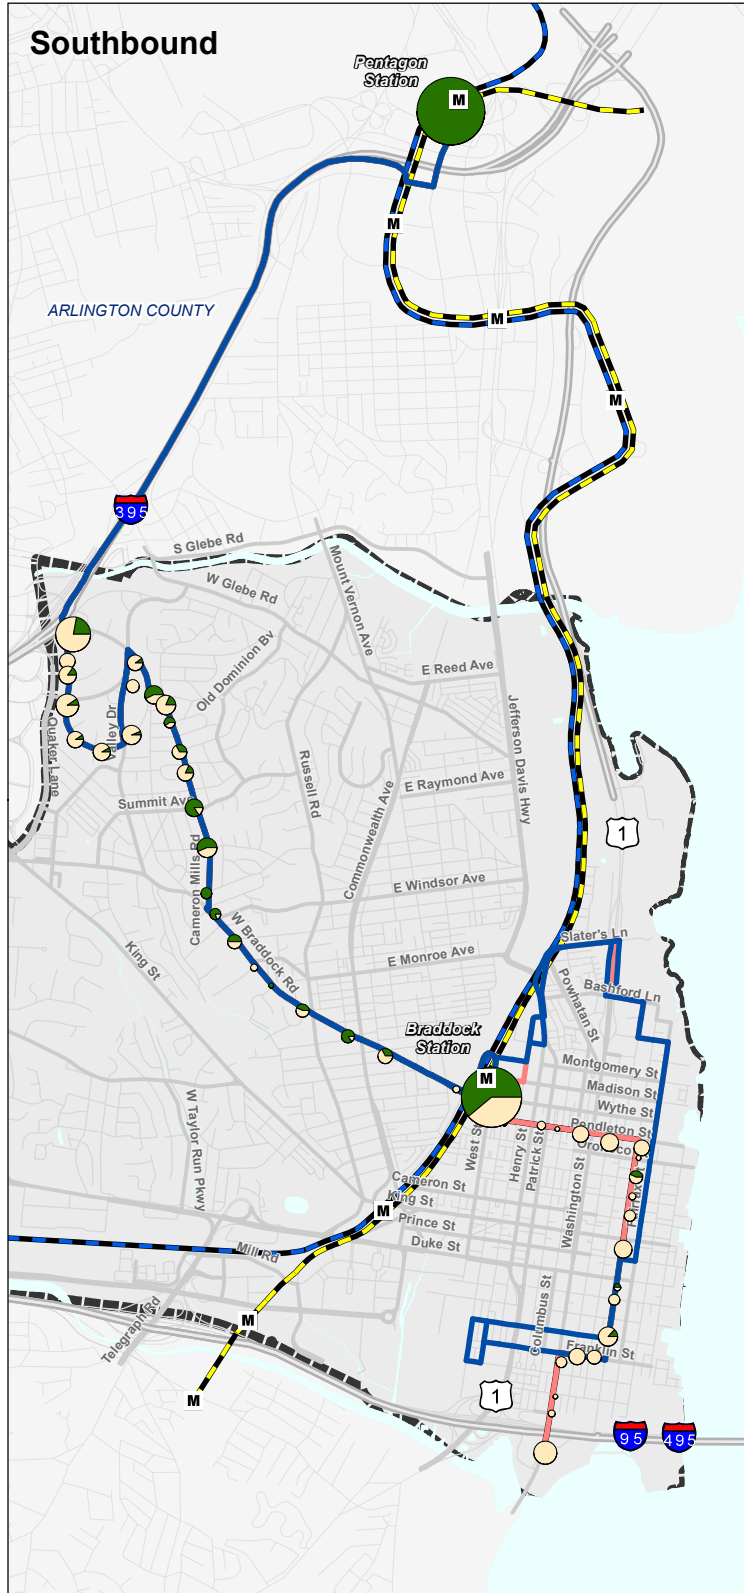 Southbound
Pentagon
Station
M
M
ARLINGTON COUNTY
M
M
395
S Glebe Rd
W Glebe Rd
Mount Vernon Ave
Old Dominion Bv
E Reed Ave
Quaker Lane
Valley Dr
Jefferson Davis Hwy
Russell Rd
E Raymond Ave
Summit Ave
Commonwealth Ave
1
Cameron Mills Rd
E Windsor Ave
W Braddock Rd
King St
Slater's Ln
E Monroe Ave
Powhatan St
Bashford Ln
Braddock
Station
M
Montgomery St
Madison St
Wythe St
Pendleton St
W Taylor Run Pkwy
West St
Henry St
Patrick St
Washington St
Cameron St
King St
M
Prince St
Duke St
Mill Rd
Telegraph Rd
M
Columbus St
Franklin St
M
1
95
495